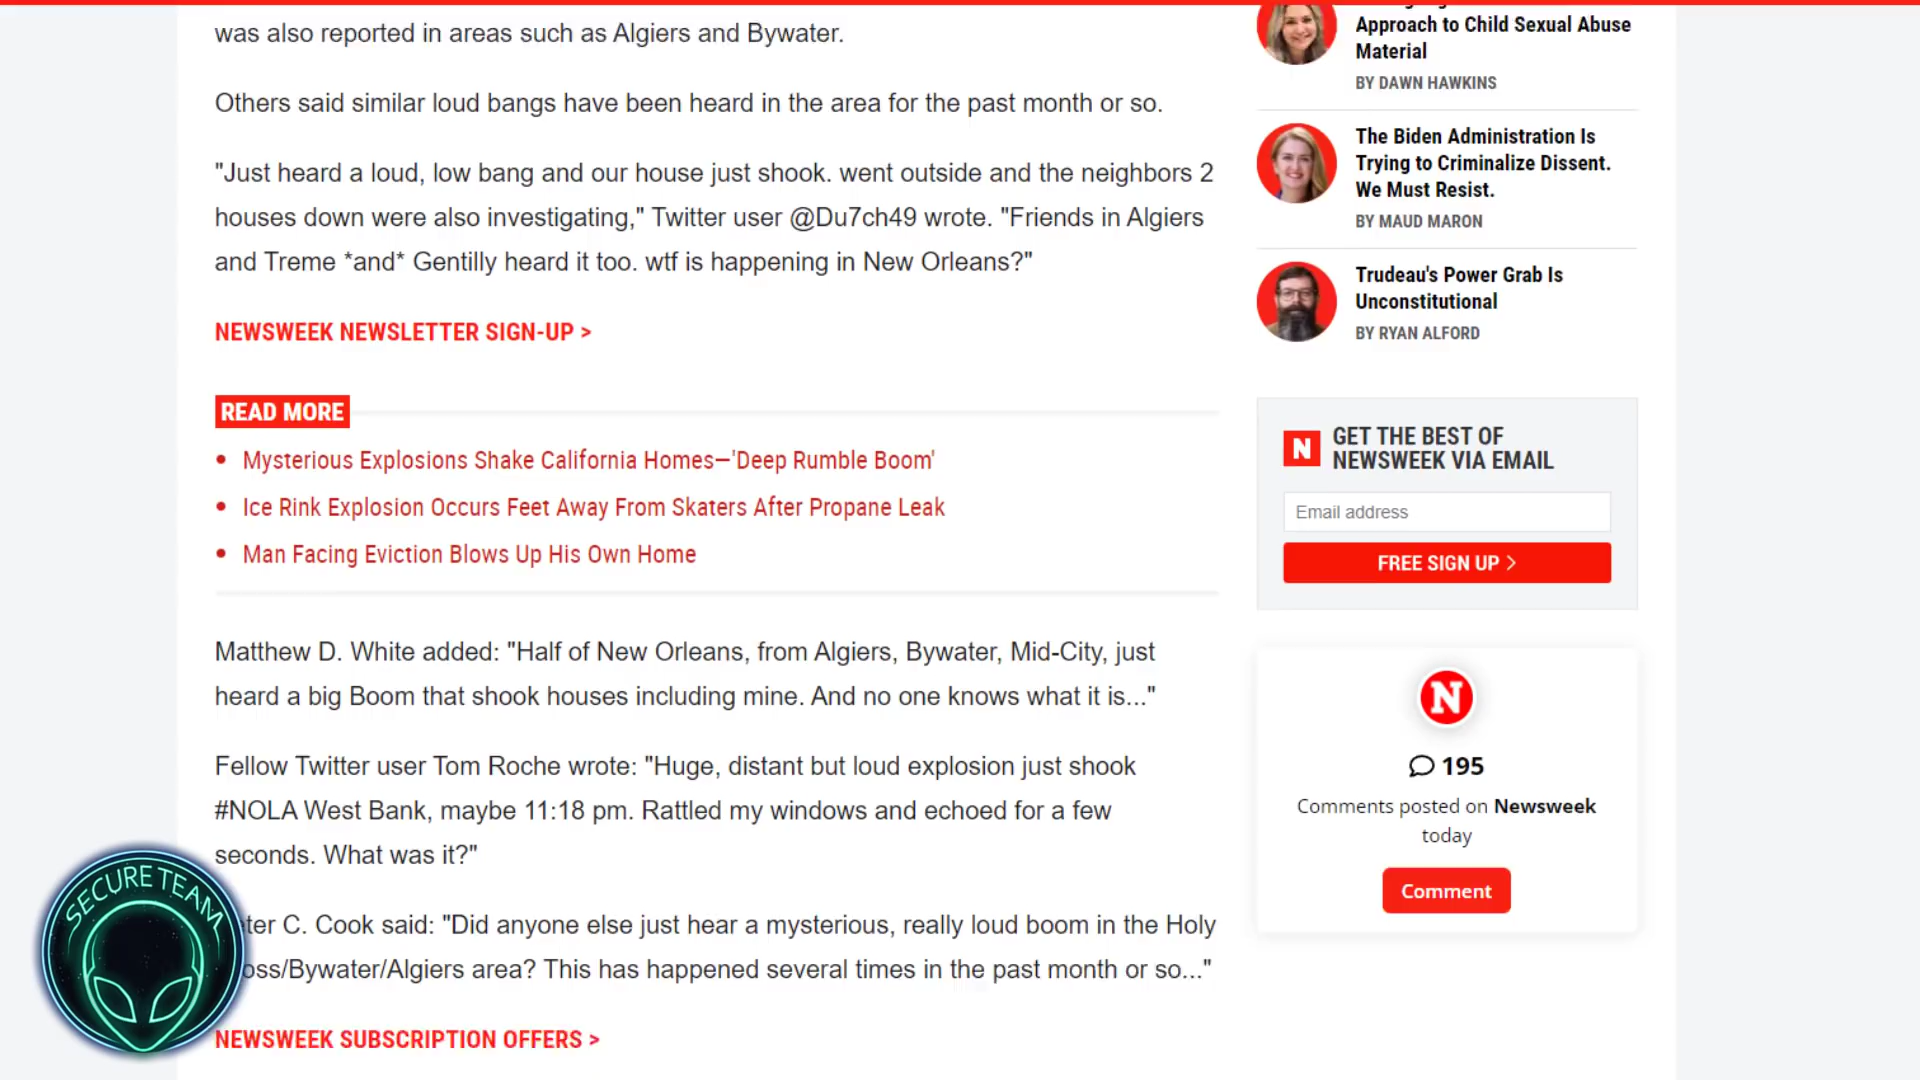 was also reported in areas such as Algiers and Bywater.
Others said similar loud bangs have been heard in the area for the past month or so.
"Just heard a loud, low bang and our house just shook. went outside and the neighbors 2
houses down were also investigating," Twitter user @Du7ch49 wrote. "Friends in Algiers
and Treme *and* Gentilly heard it too. wtf is happening in New Orleans?"
NEWSWEEK NEWSLETTER SIGN-UP >
READ MORE
• Mysterious Explosions Shake California Homes—'Deep Rumble Boom'
• Ice Rink Explosion Occurs Feet Away From Skaters After Propane Leak
• Man Facing Eviction Blows Up His Own Home
Matthew D. White added: "Half of New Orleans, from Algiers, Bywater, Mid-City, just
heard a big Boom that shook houses including mine. And no one knows what it is..."
Fellow Twitter user Tom Roche wrote: "Huge, distant but loud explosion just shook
#NOLA West Bank, maybe 11:18 pm. Rattled my windows and echoed for a few
seconds. What was it?"
C. Cook said: "Did anyone else just hear a mysterious, really loud boom in the Holy
/Bywater/Algiers area? This has happened several times in the past month or so..."
NEWSWEEK SUBSCRIPTION OFFERS >
Approach to Child Sexual Abuse
Material
BY DAWN HAWKINS
The Biden Administration Is
Trying to Criminalize Dissent.
We Must Resist.
BY MAUD MARON
Trudeau's Power Grab Is
Unconstitutional
BY RYAN ALFORD
N
GET THE BEST OF
NEWSWEEK VIA EMAIL
Email address
FREE SIGN UP >
N
195
Comments posted on Newsweek
today
Comment
SECURETEAM